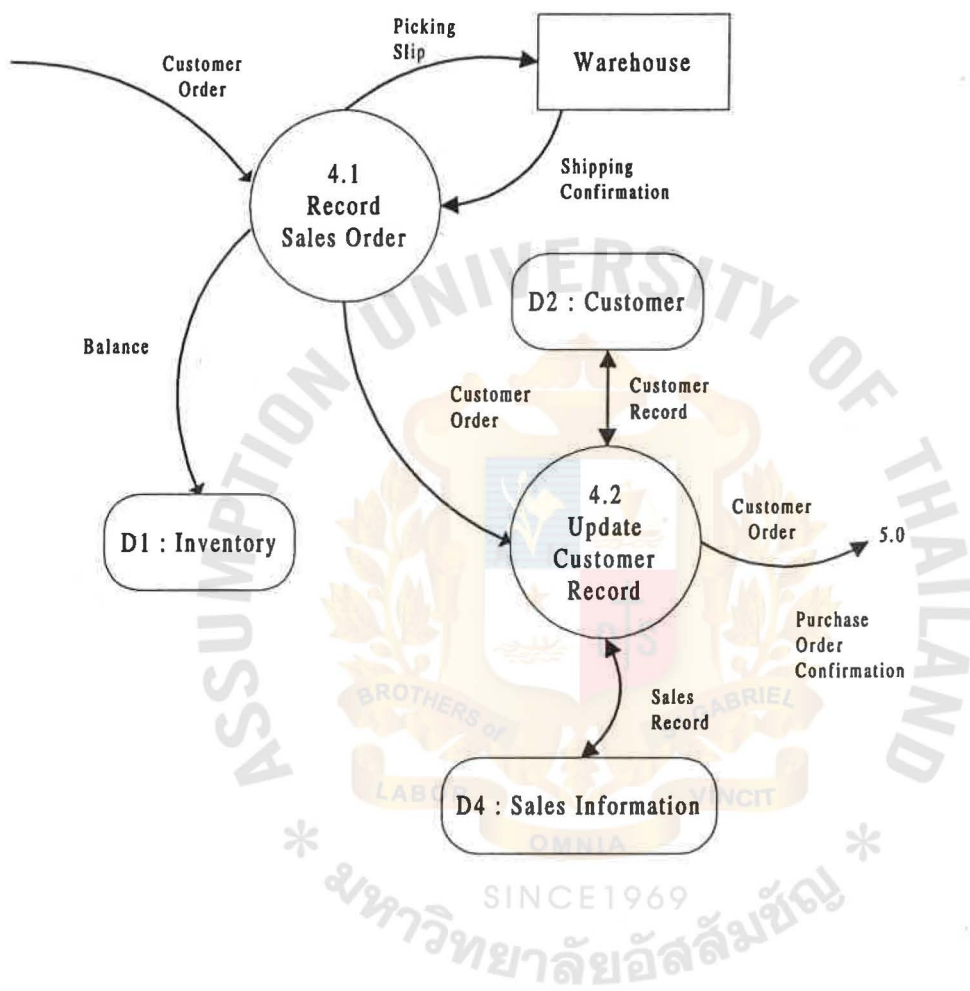 Picking
Slip
Warehouse
Customer
Order
4.1
Record
Sales Order
Shipping
Confirmation
D2 : Customer
Balance
Customer
Order
Customer
Record
4.2
Update
Customer
Record
Customer
Order
5.0
D1 : Inventory
Purchase
Order
Confirmation
Sales
Record
D4 : Sales Information
ASSUMPTION UNIVERSITY OF THAILAND
BROTHERS of
GABRIEL
LABOR
VINCIT
OMNIA
SINCE1969
* มหาวิทยาลัยอัสสัมชัญ *